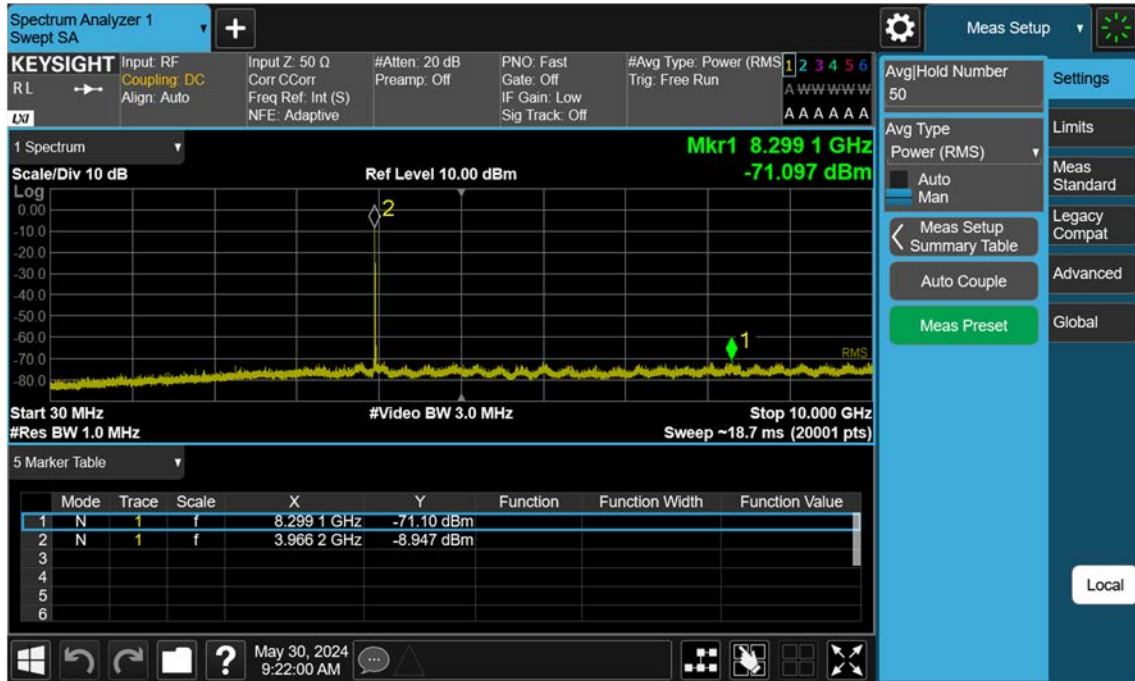 Spectrum Analyzer 1
Swept SA
+
Meas Setup
KEYSIGHT
R L
LXI
Input: RF
Coupling: DC
Align: Auto
Input Z: 50 Ω
Corr CCorr
Freq Ref: Int (S)
NFE: Adaptive
#Atten: 20 dB
Preamp: Off
PNO: Fast
Gate: Off
IF Gain: Low
Sig Track: Off
#Avg Type: Power (RMS
Trig: Free Run
1 2 3 4 5 6
A W W W W W
A A A A A A
1 Spectrum
Mkr1 8.299 1 GHz
Scale/Div 10 dB
Ref Level 10.00 dBm
-71.097 dBm
Log
0.00
-10.0
-20.0
-30.0
-40.0
-50.0
-60.0
-70.0
-80.0
2
1
RMS
Start 30 MHz
#Video BW 3.0 MHz
Stop 10.000 GHz
#Res BW 1.0 MHz
Sweep ~18.7 ms (20001 pts)
5 Marker Table
Mode Trace Scale X Y Function Function Width Function Value
1 N 1 f 8.299 1 GHz -71.10 dBm
2 N 1 f 3.966 2 GHz -8.947 dBm
3
4
5
6
Avg|Hold Number
50
Avg Type
Power (RMS)
Auto
Man
Meas Setup
Summary Table
Auto Couple
Meas Preset
Settings
Limits
Meas
Standard
Legacy
Compat
Advanced
Global
Local
?
May 30, 2024
9:22:00 AM